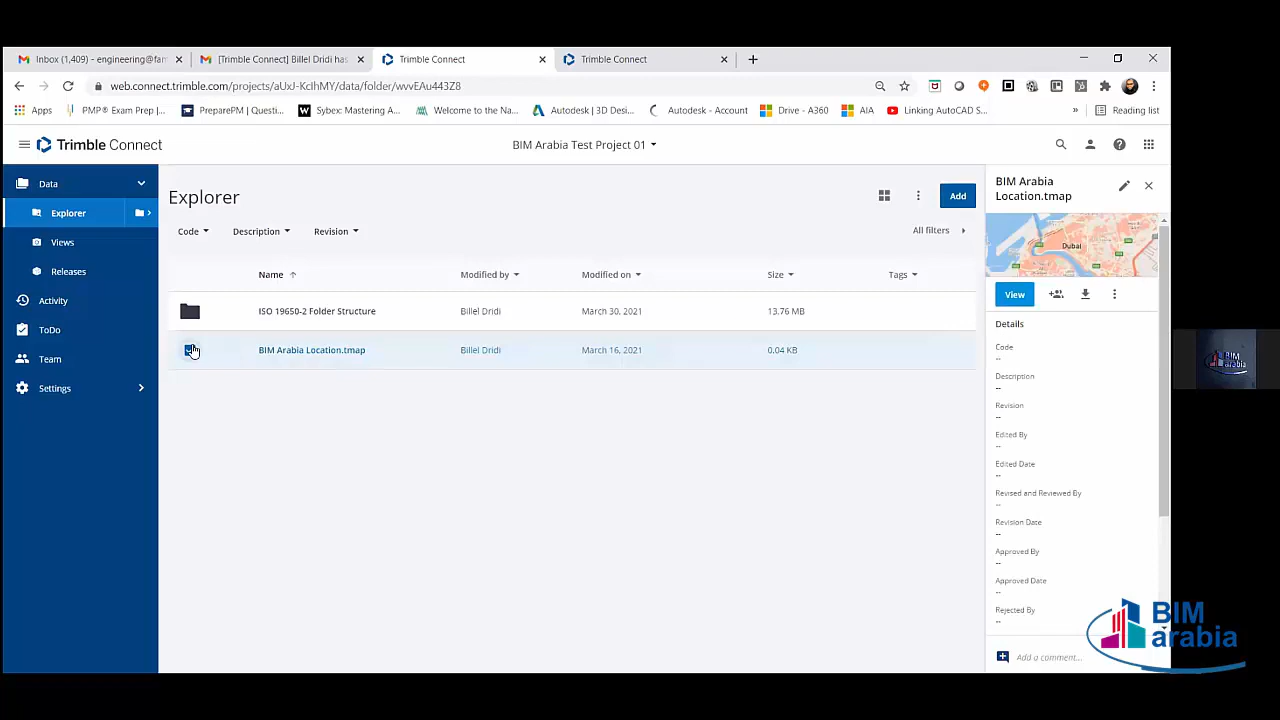 Inbox (1,409) - engineering@fam
[Trimble Connect] Billel Dridi has
Trimble Connect
Trimble Connect
web.connect.trimble.com/projects/aUxJ-KcIhMY/data/folder/wvvEAu443Z8
Apps
PMP® Exam Prep |...
PreparePM | Questi...
Sybex: Mastering A...
Welcome to the Na...
Autodesk | 3D Desi...
Autodesk - Account
Drive - A360
AIA
Linking AutoCAD S...
»
Reading list
Trimble Connect
BIM Arabia Test Project 01
Data
Explorer
Views
Releases
Activity
ToDo
Team
Settings
Explorer
Add
Code
Description
Revision
All filters
Name
Modified by
Modified on
Size
Tags
ISO 19650-2 Folder Structure
Billel Dridi
March 30, 2021
13.76 MB
BIM Arabia Location.tmap
Billel Dridi
March 16, 2021
0.04 KB
BIM Arabia
Location.tmap
Dubai
View
Details
Code
--
Description
--
Revision
--
Edited By
--
Edited Date
--
Revised and Reviewed By
--
Revision Date
--
Approved By
--
Approved Date
--
Rejected By
--
Add a comment...
BIM
arabia
BIM
arabia